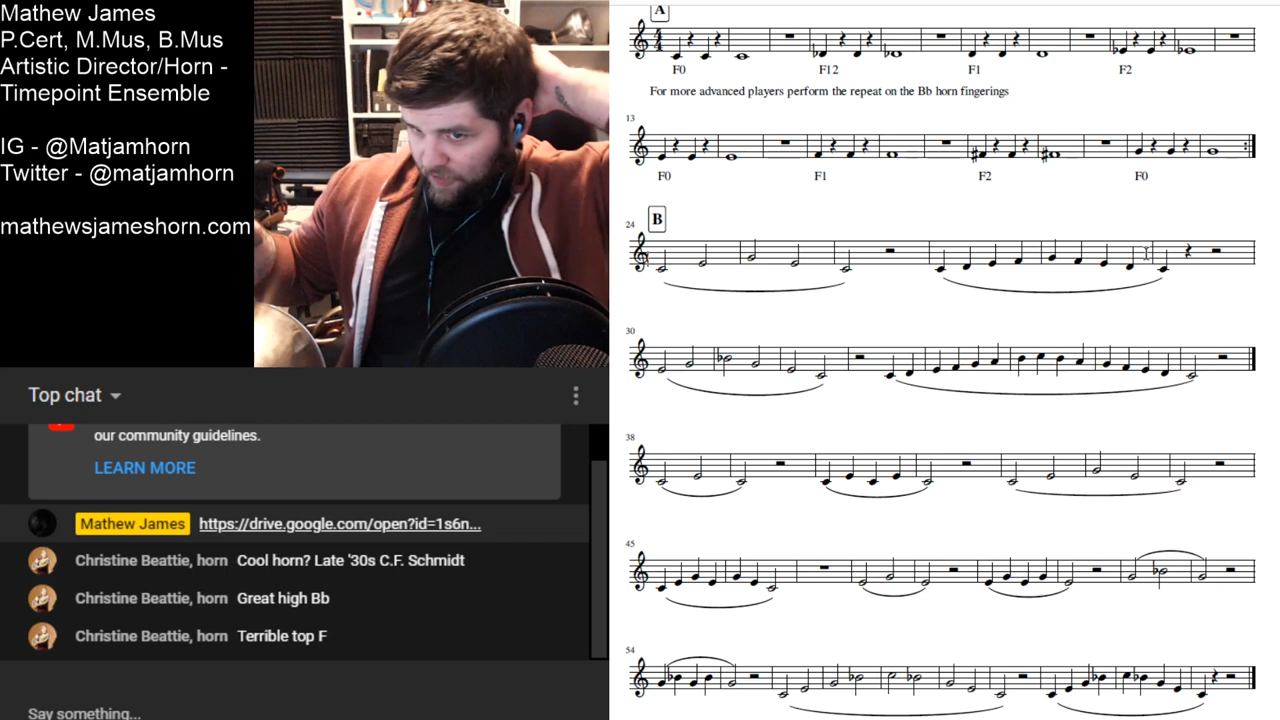 Mathew James
P.Cert, M.Mus, B.Mus
Artistic Director/Horn -
Timepoint Ensemble
IG - @Matjamhorn
Twitter - @matjamhorn
mathewsjameshorn.com
Top chat
our community guidelines.
LEARN MORE
Mathew James https://drive.google.com/open?id=1s6n...
Christine Beattie, horn Cool horn? Late '30s C.F. Schmidt
Christine Beattie, horn Great high Bb
Christine Beattie, horn Terrible top F
Say something...
A
F0 F12 F1 F2
For more advanced players perform the repeat on the Bb horn fingerings
13
F0 F1 F2 F0
B
24
30
38
45
54